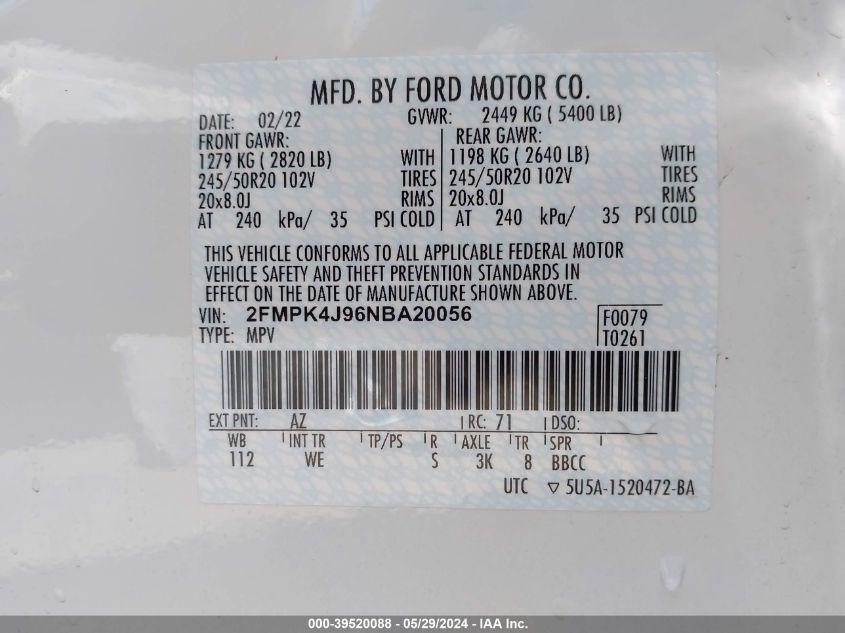 MFD. BY FORD MOTOR CO.
DATE: 02/22 GVWR: 2449 KG ( 5400 LB)
FRONT GAWR: REAR GAWR:
1279 KG ( 2820 LB) WITH 1198 KG ( 2640 LB) WITH
245/50R20 102V TIRES 245/50R20 102V TIRES
20x8.0J RIMS 20x8.0J RIMS
AT 240 kPa/ 35 PSI COLD AT 240 kPa/ 35 PSI COLD
THIS VEHICLE CONFORMS TO ALL APPLICABLE FEDERAL MOTOR
VEHICLE SAFETY AND THEFT PREVENTION STANDARDS IN
EFFECT ON THE DATE OF MANUFACTURE SHOWN ABOVE.
VIN: 2FMPK4J96NBA20056 F0079
TYPE: MPV T0261
EXT PNT: AZ RC: 71 DSO:
WB INT TR TP/PS R AXLE TR SPR
112 WE S 3K 8 BBCC
UTC ▽ 5U5A-1520472-BA
000-39520088 - 05/29/2024 - IAA Inc.